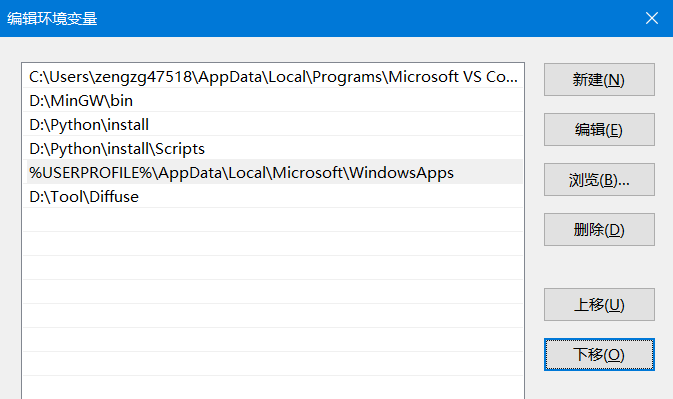 编辑环境变量
C:\Users\zengzg47518\AppData\Local\Programs\Microsoft VS Co...
D:\MinGW\bin
D:\Python\install
D:\Python\install\Scripts
%USERPROFILE%\AppData\Local\Microsoft\WindowsApps
D:\Tool\Diffuse
新建(N)
编辑(E)
浏览(B)...
删除(D)
上移(U)
下移(O)